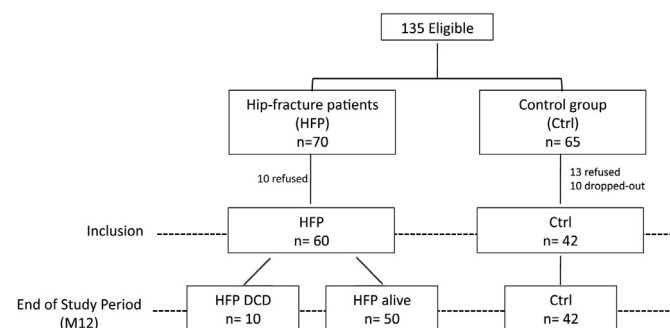 135 Eligible
Hip-fracture patients
(HFP)
n=70
Control group
(Ctrl)
n= 65
10 refused
13 refused
10 dropped-out
Inclusion
HFP
n= 60
Ctrl
n= 42
End of Study Period
(M12)
HFP DCD
n= 10
HFP alive
n= 50
Ctrl
n= 42